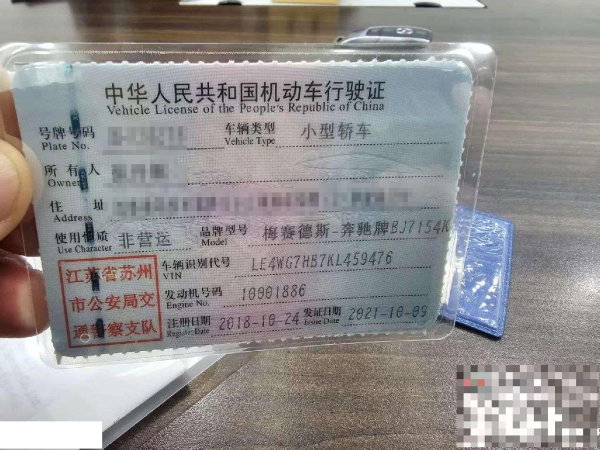 中华人民共和国机动车行驶证
Vehicle License of the People's Republic of China
号牌号码 车辆类型 小型轿车
Plate No. Vehicle Type
所有人
Owner
住址
Address
使用性质 非营运 品牌型号 梅赛德斯-奔驰牌BJ7154K
Use Character Model
江苏省苏州 车辆识别代号 LE4WG7HB7KL459476
VIN
市公安局交 发动机号码 10901886
Engine No.
通警察支队 注册日期 2018-10-24 发证日期 2021-10-09
Register Date Issue Date